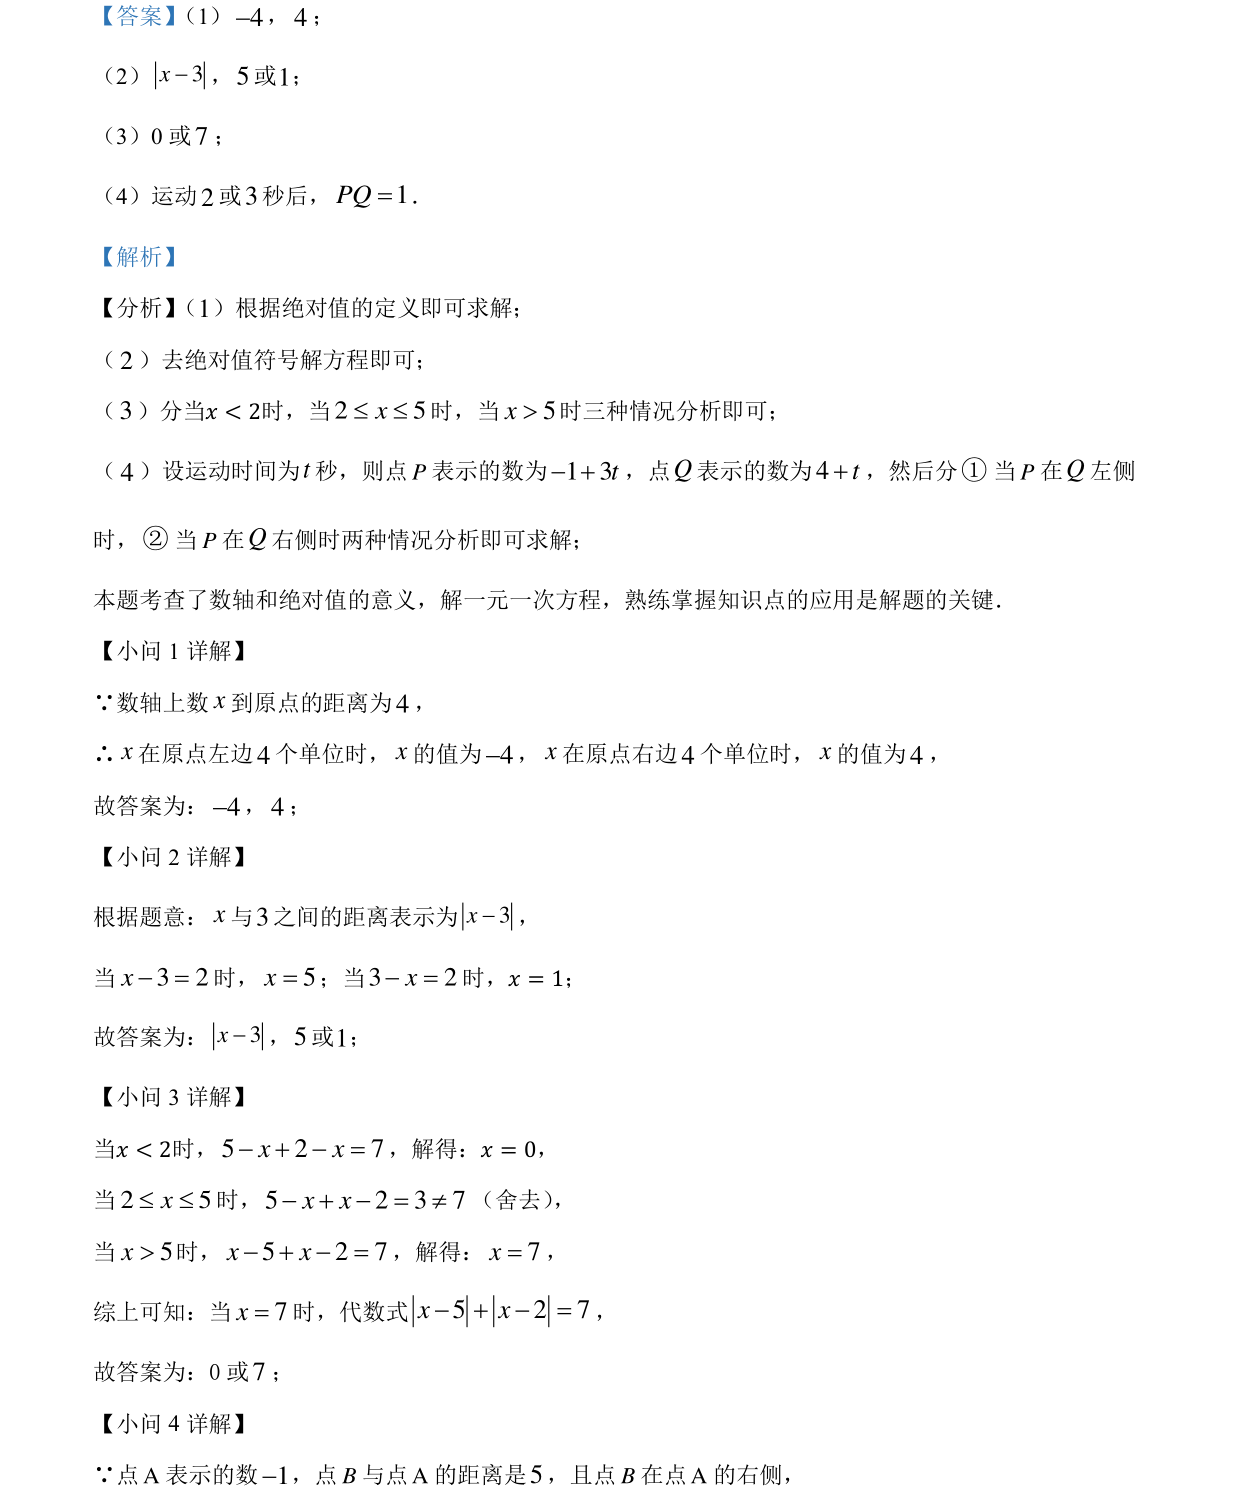 【答案】（1）–4，4；
（2）|x−3|，5或1；
（3）0 或7；
（4）运动2或3秒后，PQ=1．
【解析】
【分析】（1）根据绝对值的定义即可求解；
（2）去绝对值符号解方程即可；
（3）分当x < 2时，当2≤x≤5时，当x>5时三种情况分析即可；
（4）设运动时间为t秒，则点P表示的数为−1+3t，点Q表示的数为4+t，然后分①当P在Q左侧
时，②当P在Q右侧时两种情况分析即可求解；
本题考查了数轴和绝对值的意义，解一元一次方程，熟练掌握知识点的应用是解题的关键．
【小问 1 详解】
∵数轴上数x到原点的距离为4，
∴x在原点左边4个单位时，x的值为–4，x在原点右边4个单位时，x的值为4，
故答案为：–4，4；
【小问 2 详解】
根据题意：x与3之间的距离表示为|x−3|，
当x−3=2时，x=5；当3−x=2时，x = 1；
故答案为：|x−3|，5或1；
【小问 3 详解】
当x < 2时，5−x+2−x=7，解得：x = 0，
当2≤x≤5时，5−x+x−2=3≠7（舍去），
当x>5时，x−5+x−2=7，解得：x=7，
综上可知：当x=7时，代数式|x−5|+|x−2|=7，
故答案为：0 或7；
【小问 4 详解】
∵点A表示的数–1，点B与点A的距离是5，且点B在点A的右侧，